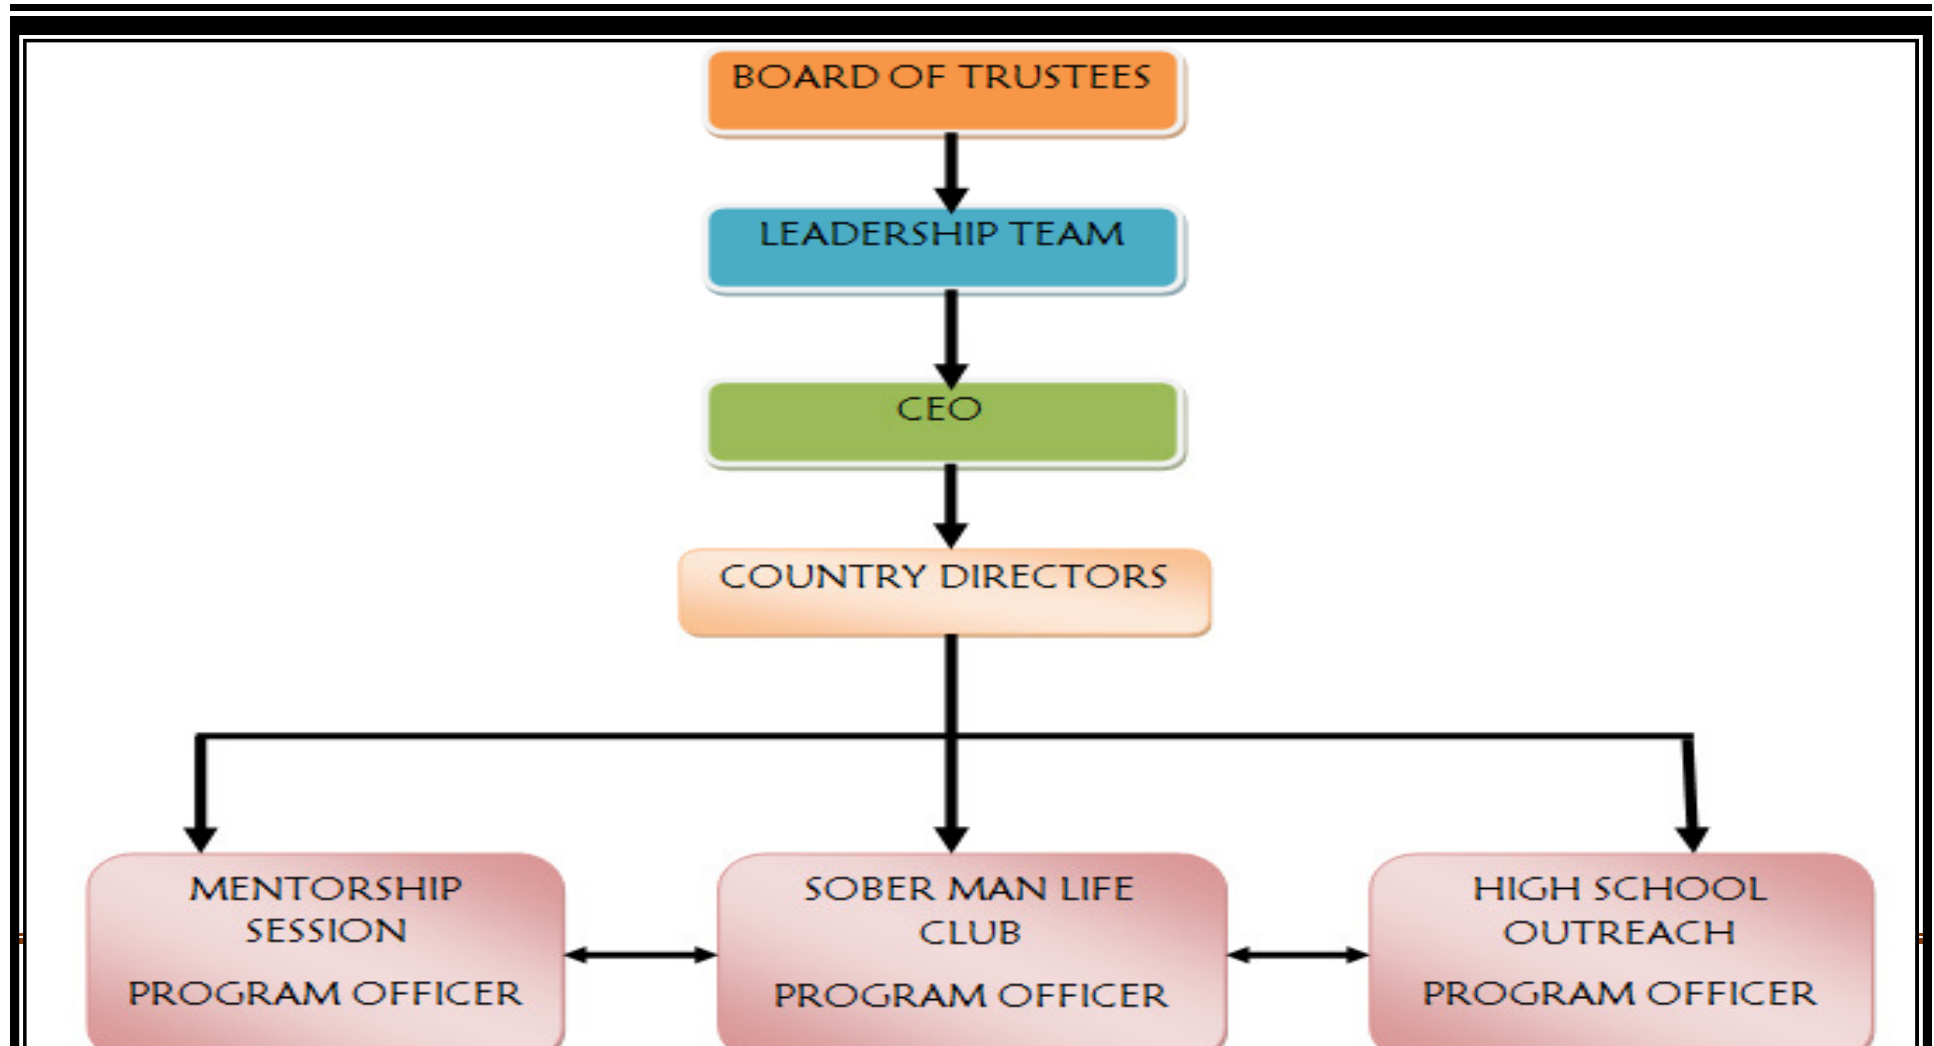 BOARD OF TRUSTEES
LEADERSHIP TEAM
CEO
COUNTRY DIRECTORS
MENTORSHIP
SESSION
PROGRAM OFFICER
SOBER MAN LIFE
CLUB
PROGRAM OFFICER
HIGH SCHOOL
OUTREACH
PROGRAM OFFICER